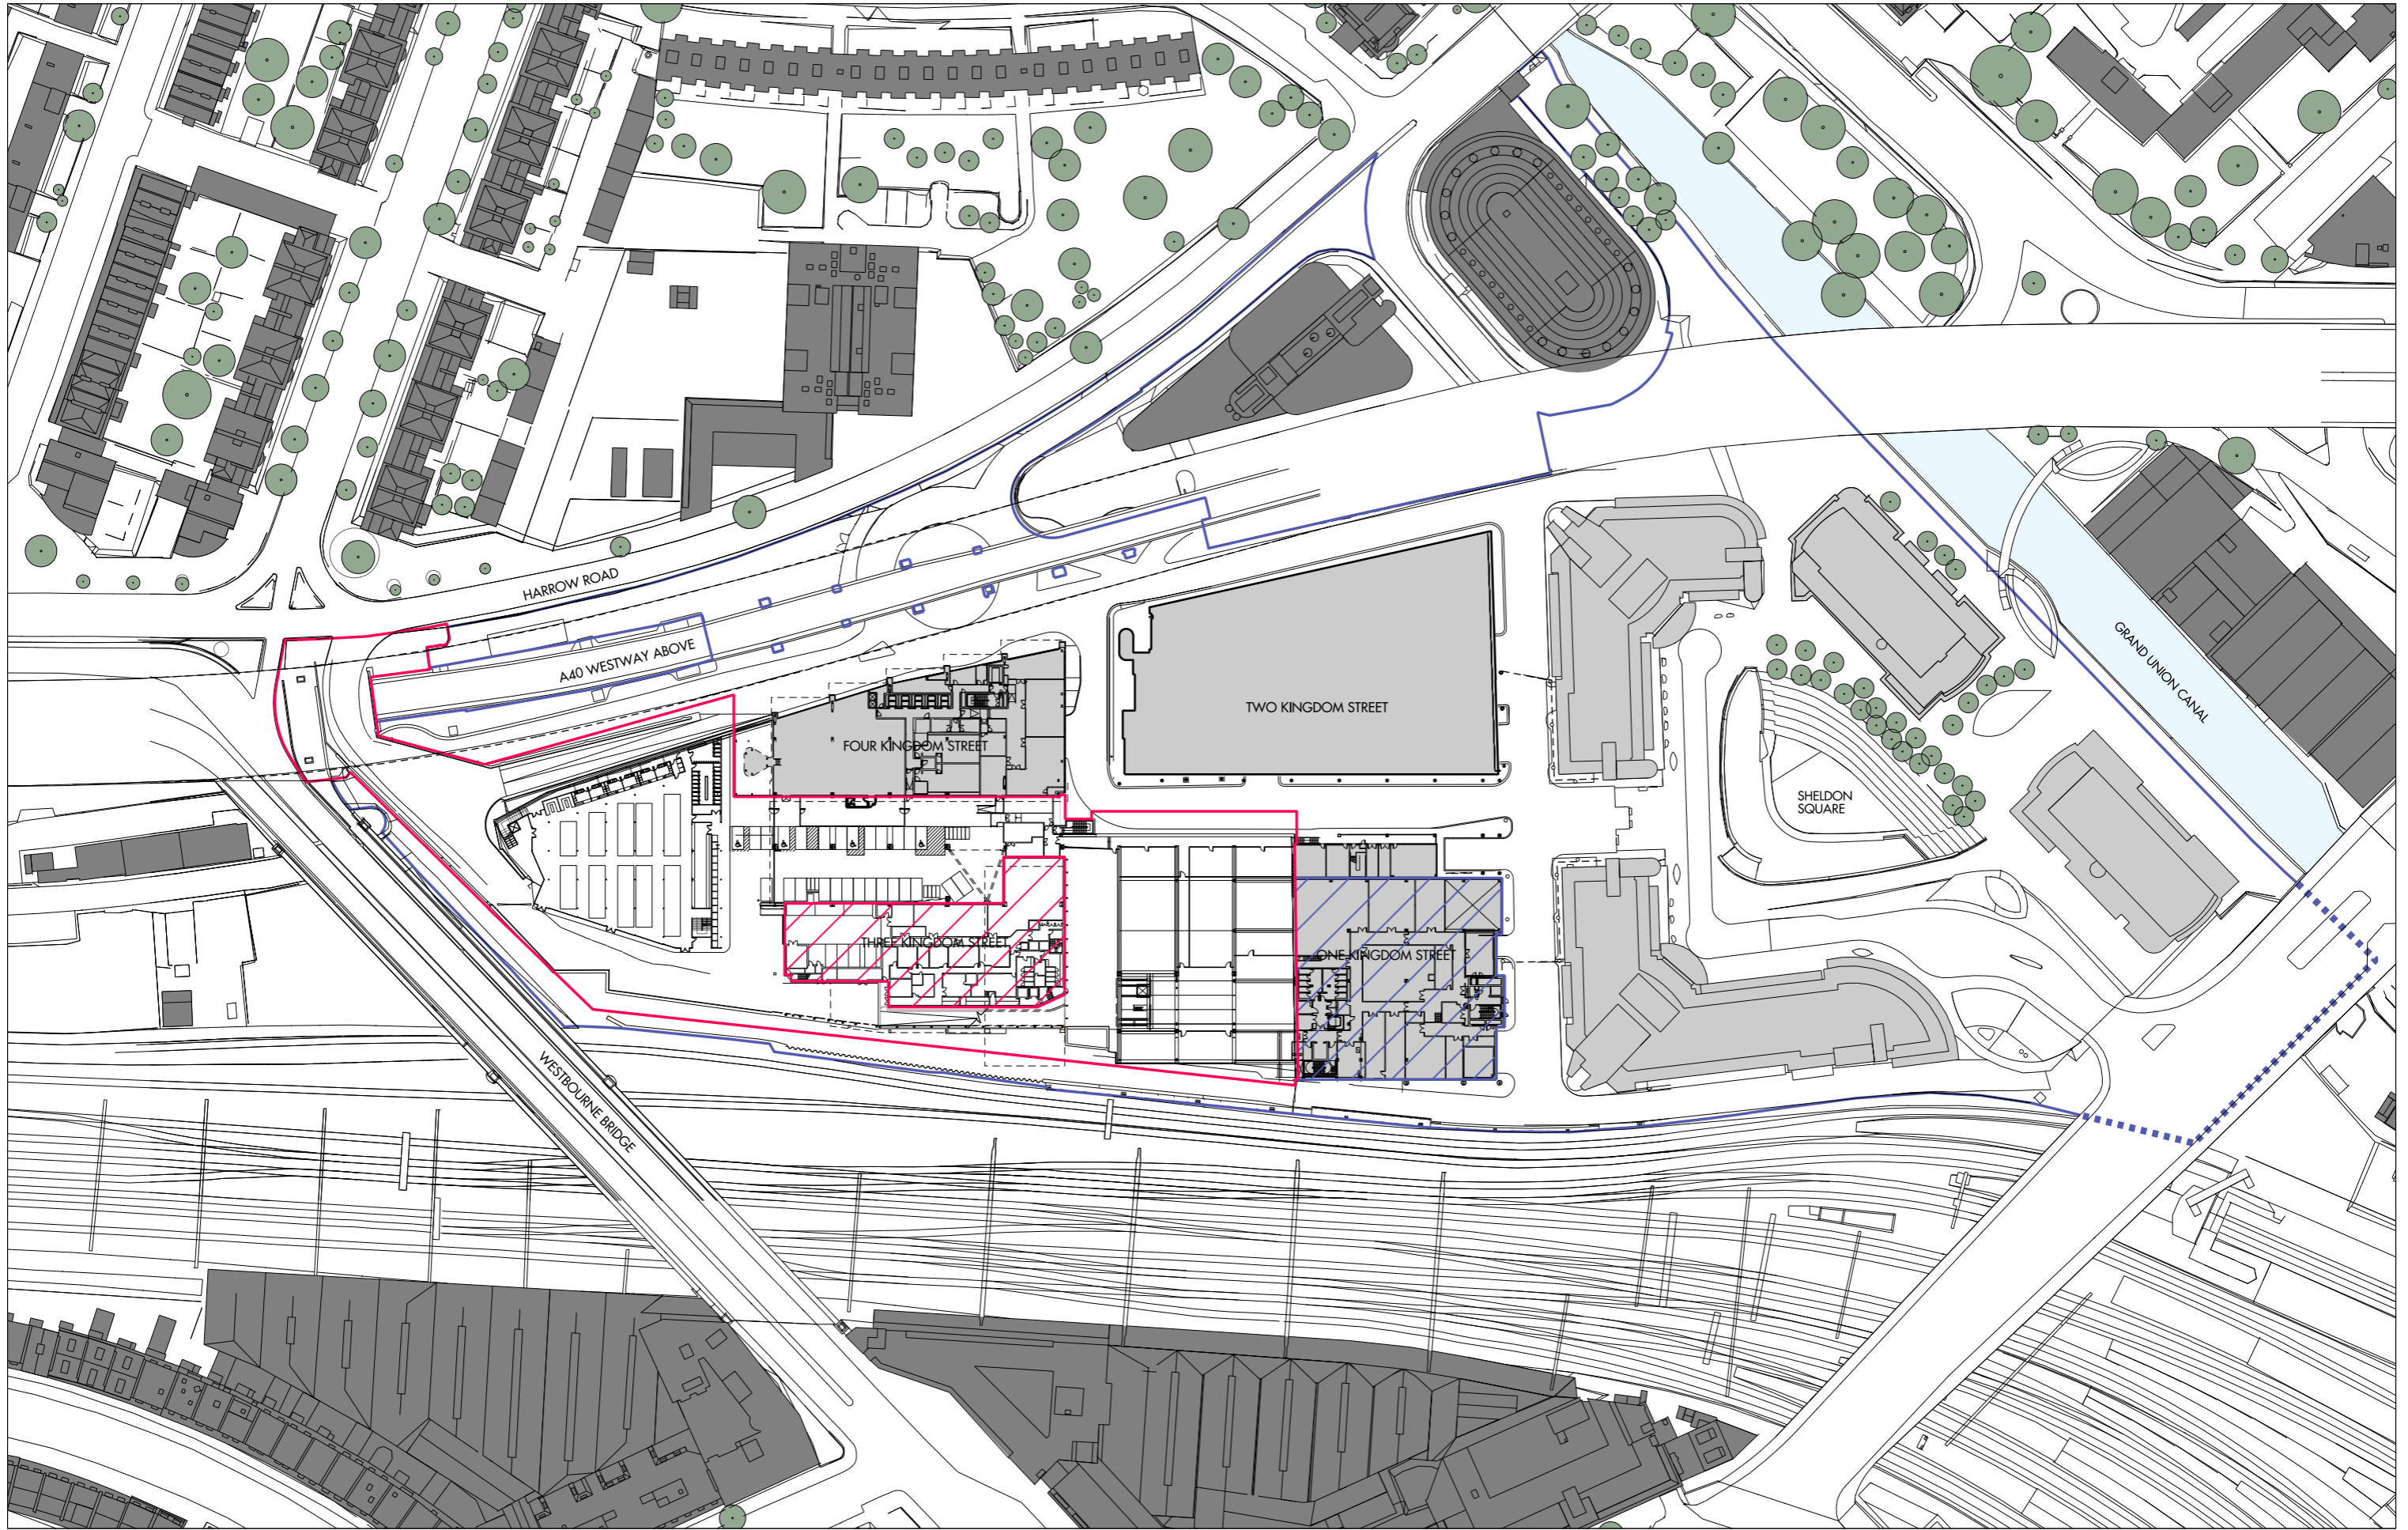 HARROW ROAD
A40 WESTWAY ABOVE
GRAND UNION CANAL
TWO KINGDOM STREET
FOUR KINGDOM STREET
SHELDON
SQUARE
THREE KINGDOM STREET
ONE KINGDOM STREET
WESTBOURNE BRIDGE